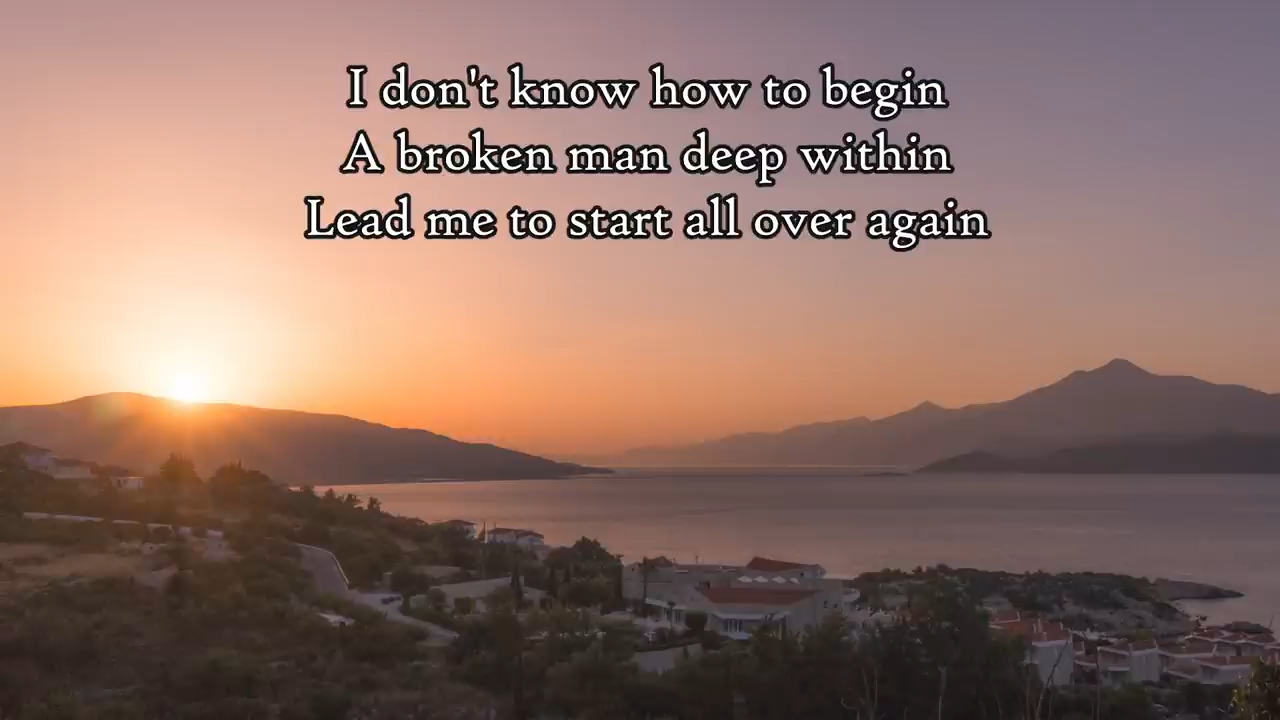 I don't know how to begin
A broken man deep within
Lead me to start all over again